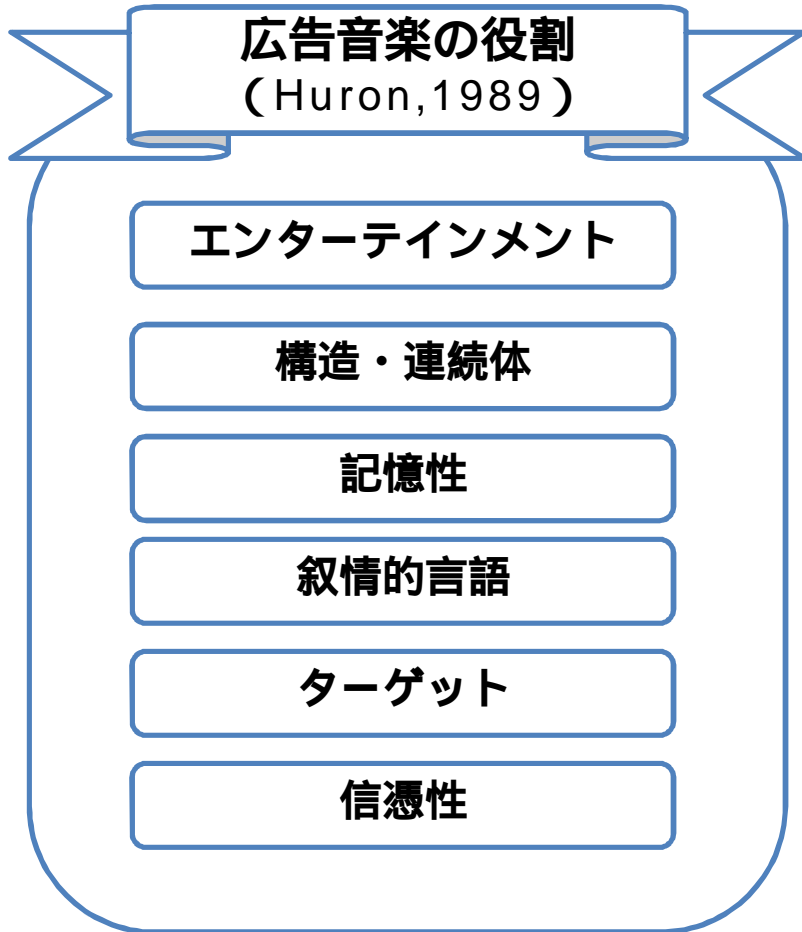 広告音楽の役割
（Huron,1989）
エンターテインメント
構造・連続体
記憶性
叙情的言語
ターゲット
信憑性